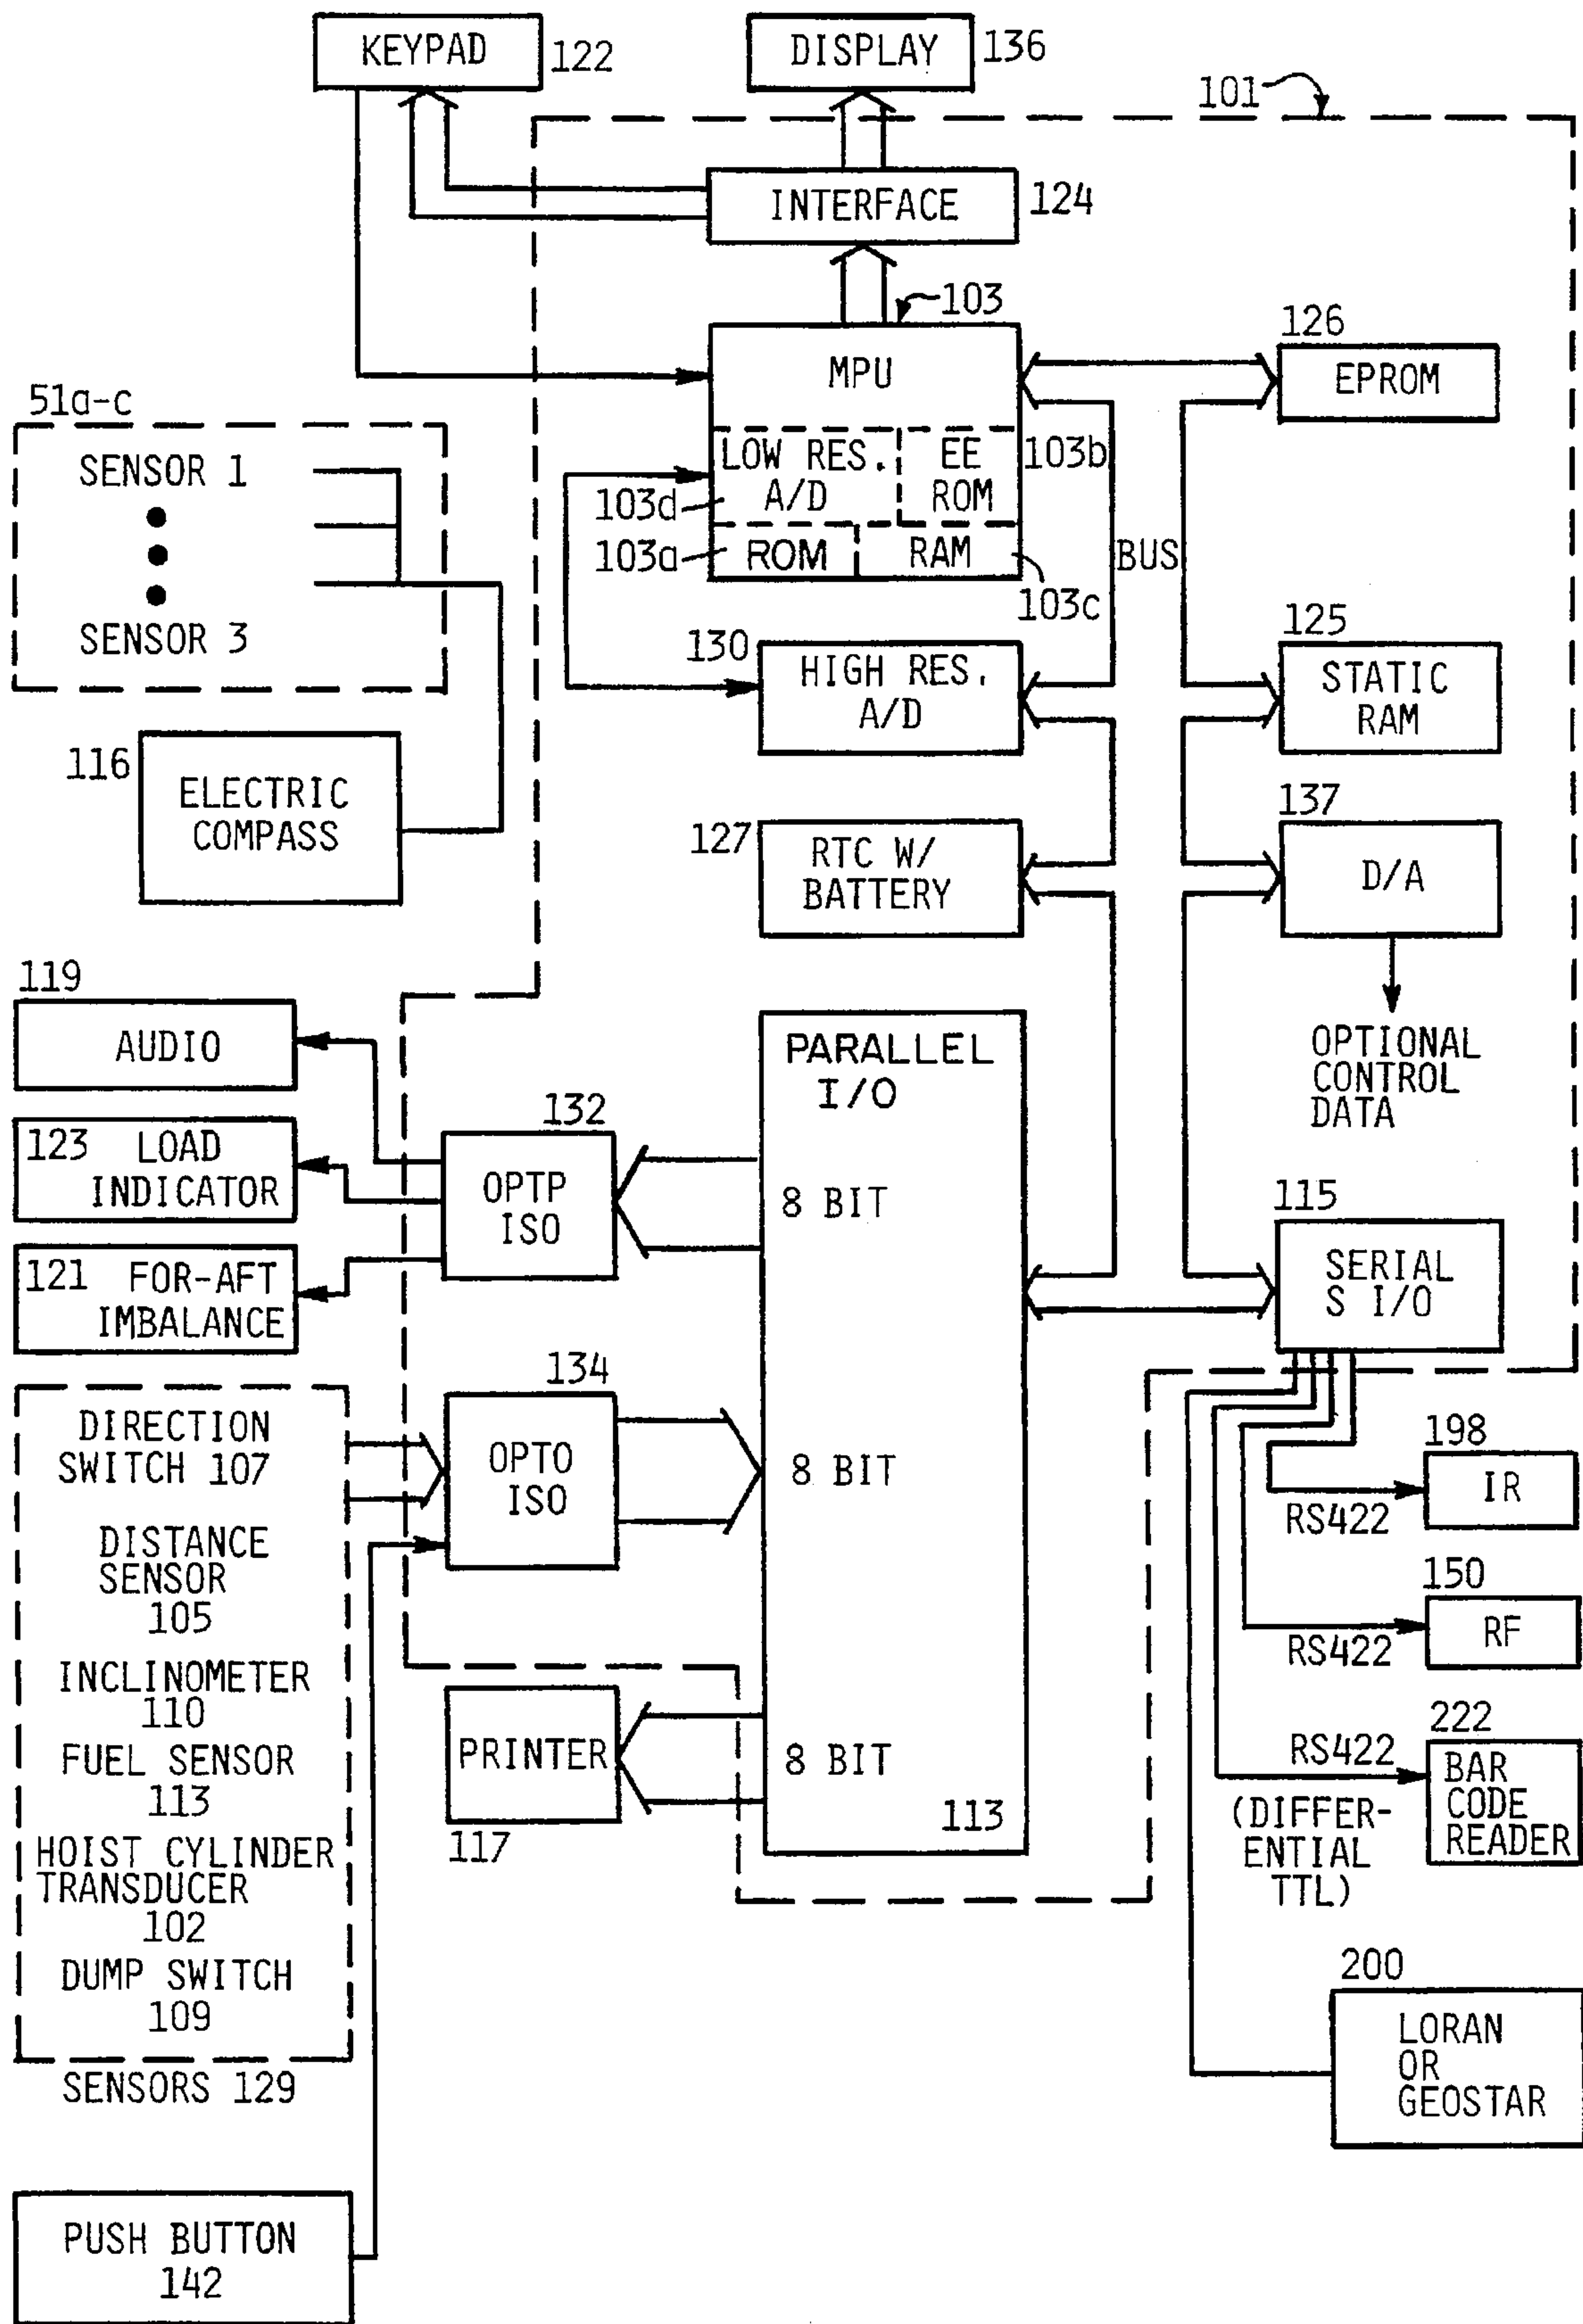 KEYPAD
122
DISPLAY
136
101
INTERFACE
124
103
MPU
126
EPROM
51a-c
SENSOR 1
SENSOR 3
LOW RES.
A/D
EE
ROM
103b
103d
103a
ROM
RAM
103c
BUS
130
HIGH RES.
A/D
125
STATIC
RAM
116
ELECTRIC
COMPASS
127
RTC W/
BATTERY
137
D/A
OPTIONAL
CONTROL
DATA
119
AUDIO
123 LOAD
INDICATOR
121 FOR-AFT
IMBALANCE
132
OPTP
ISO
PARALLEL
I/O
8 BIT
115
SERIAL
S I/O
134
OPTO
ISO
8 BIT
DIRECTION
SWITCH 107
DISTANCE
SENSOR
105
INCLINOMETER
110
FUEL SENSOR
113
HOIST CYLINDER
TRANSDUCER
102
DUMP SWITCH
109
SENSORS 129
PRINTER
117
8 BIT
113
198
IR
RS422
150
RF
RS422
222
RS422
BAR
CODE
READER
(DIFFER-
ENTIAL
TTL)
200
LORAN
OR
GEOSTAR
PUSH BUTTON
142